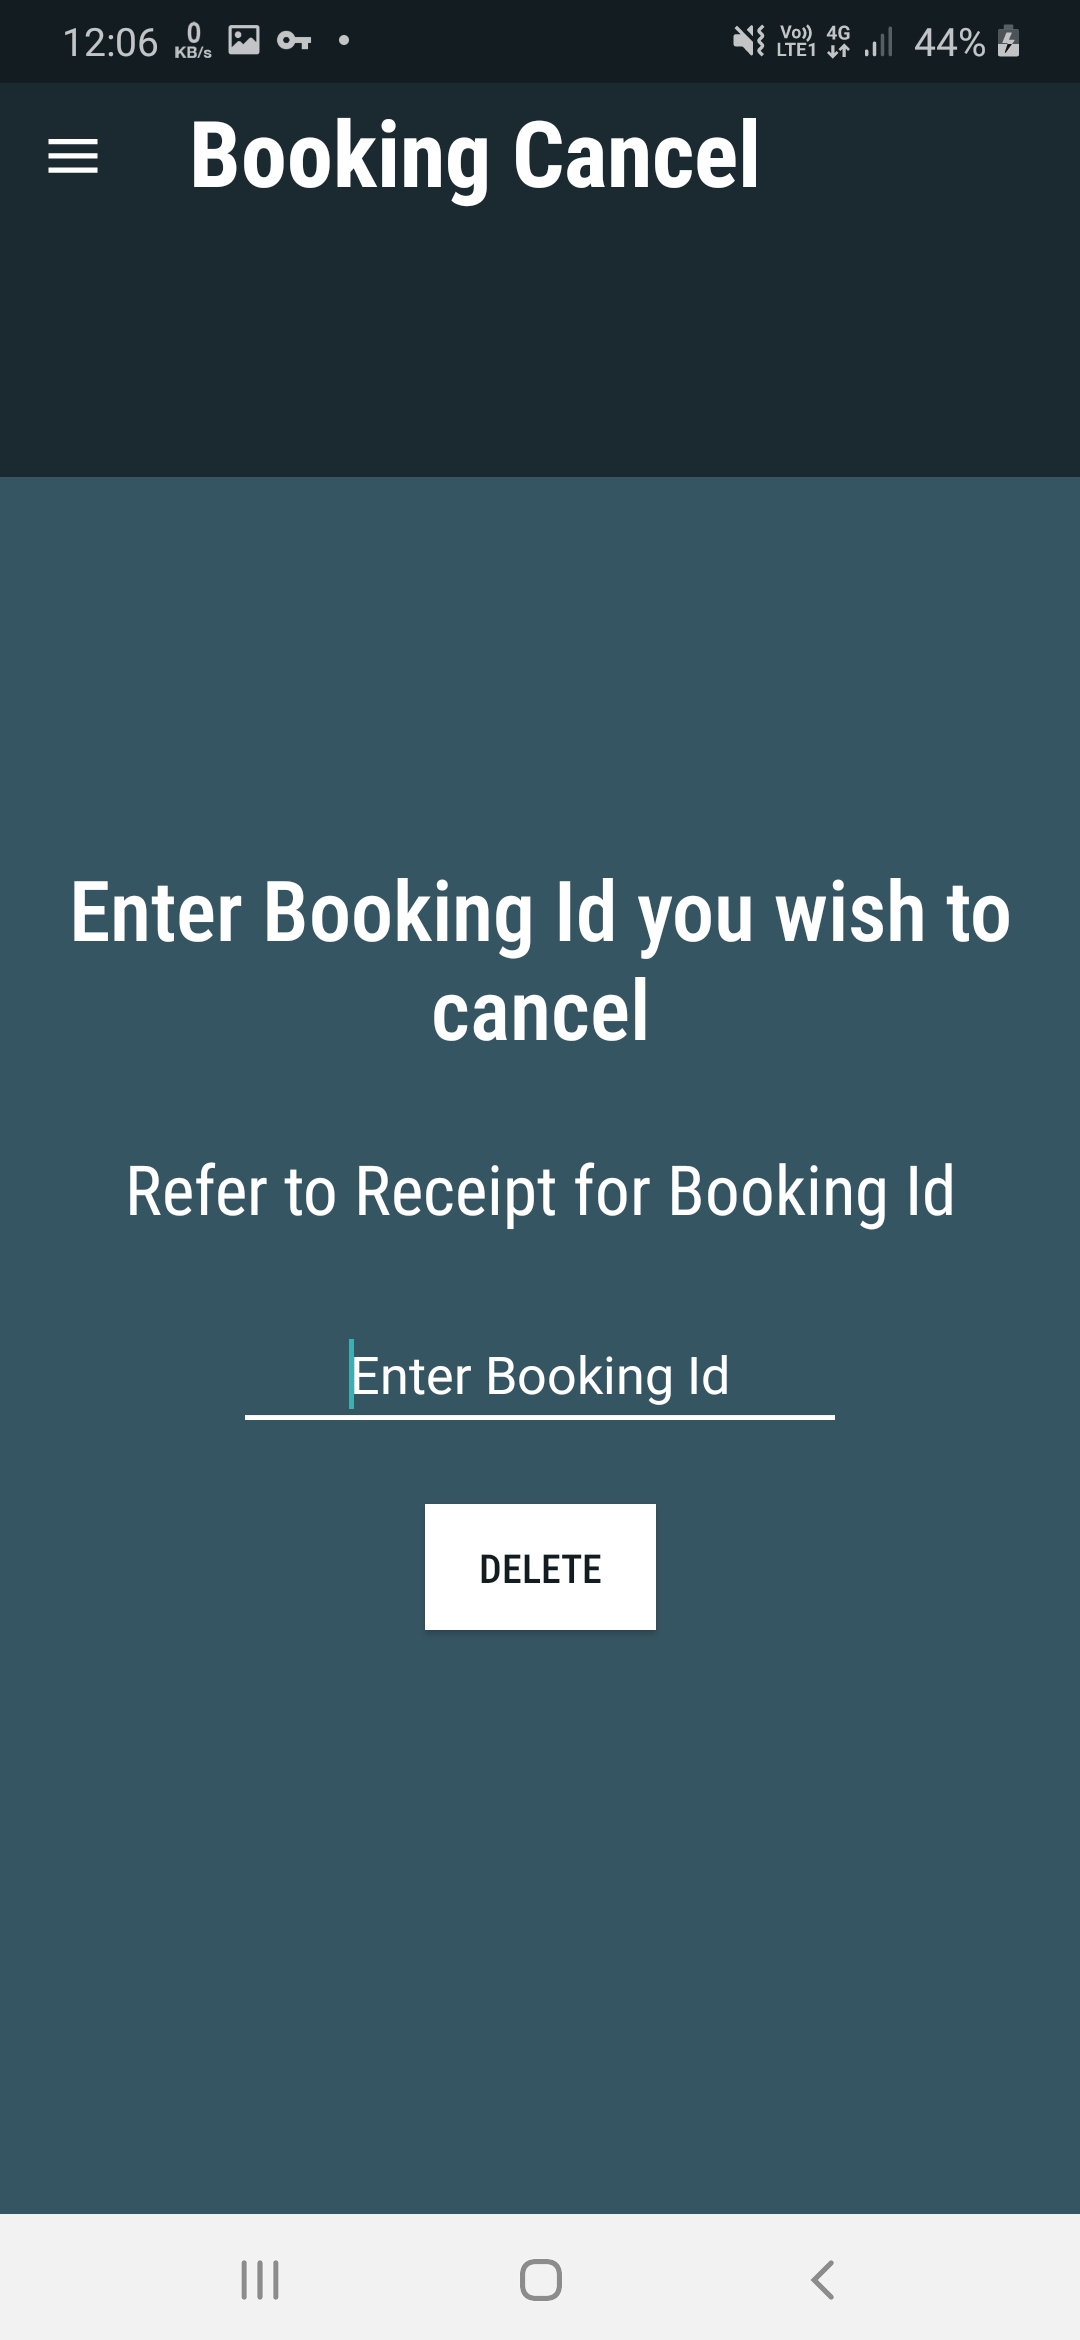 12:06 0 KB/s Vo)) LTE1 4G 44%
Booking Cancel
Enter Booking Id you wish to
cancel
Refer to Receipt for Booking Id
Enter Booking Id
DELETE